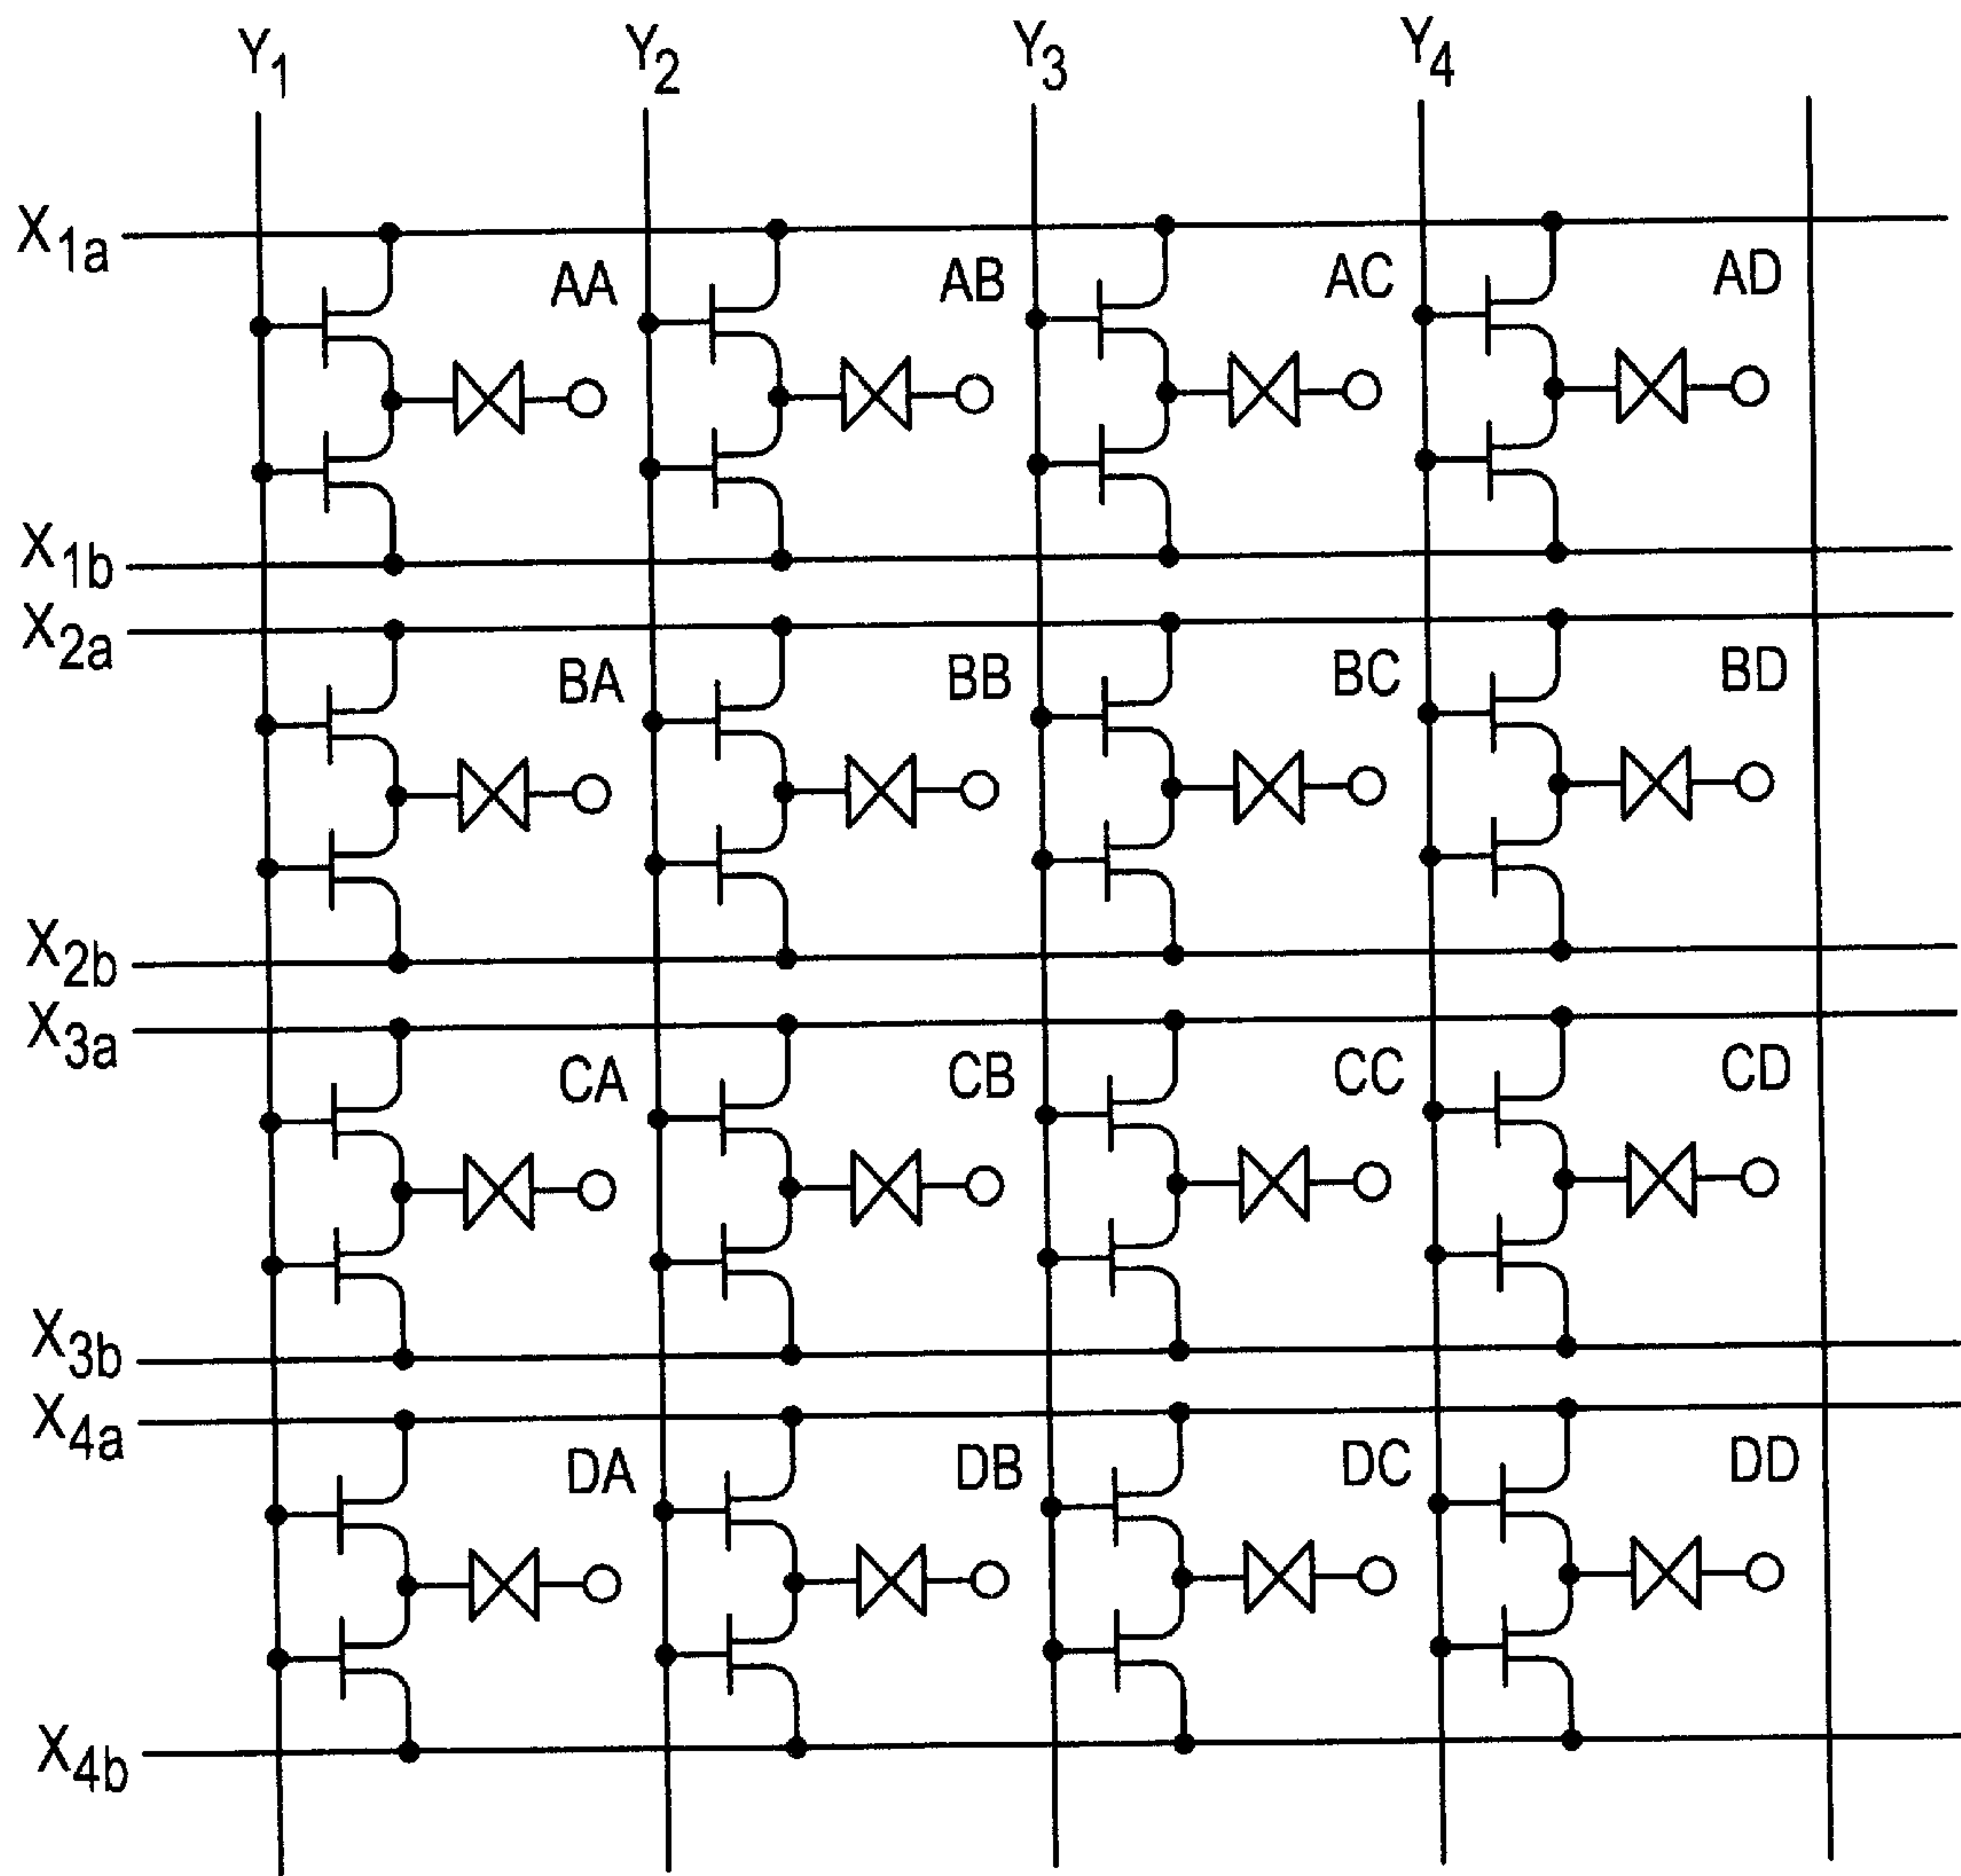 Y1 Y2 Y3 Y4
X1a
AA AB AC AD
X1b
X2a
BA BB BC BD
X2b
X3a
CA CB CC CD
X3b
X4a
DA DB DC DD
X4b